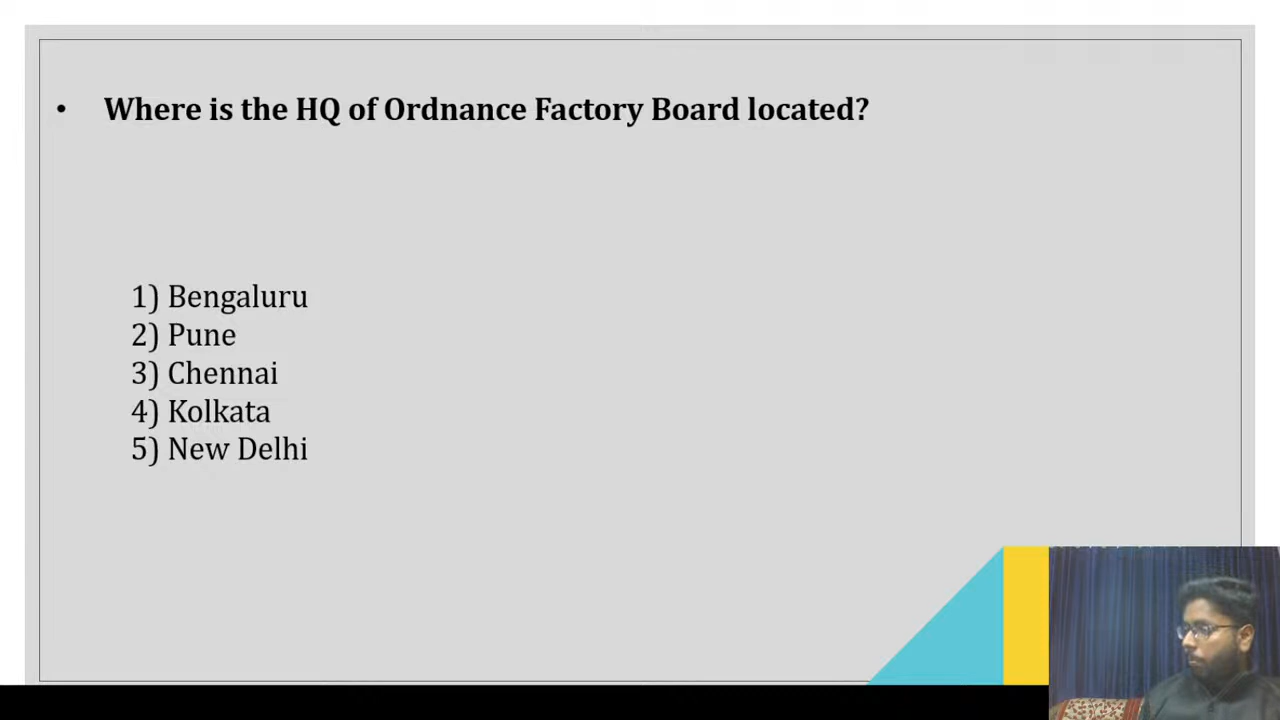 • Where is the HQ of Ordnance Factory Board located?
1) Bengaluru
2) Pune
3) Chennai
4) Kolkata
5) New Delhi